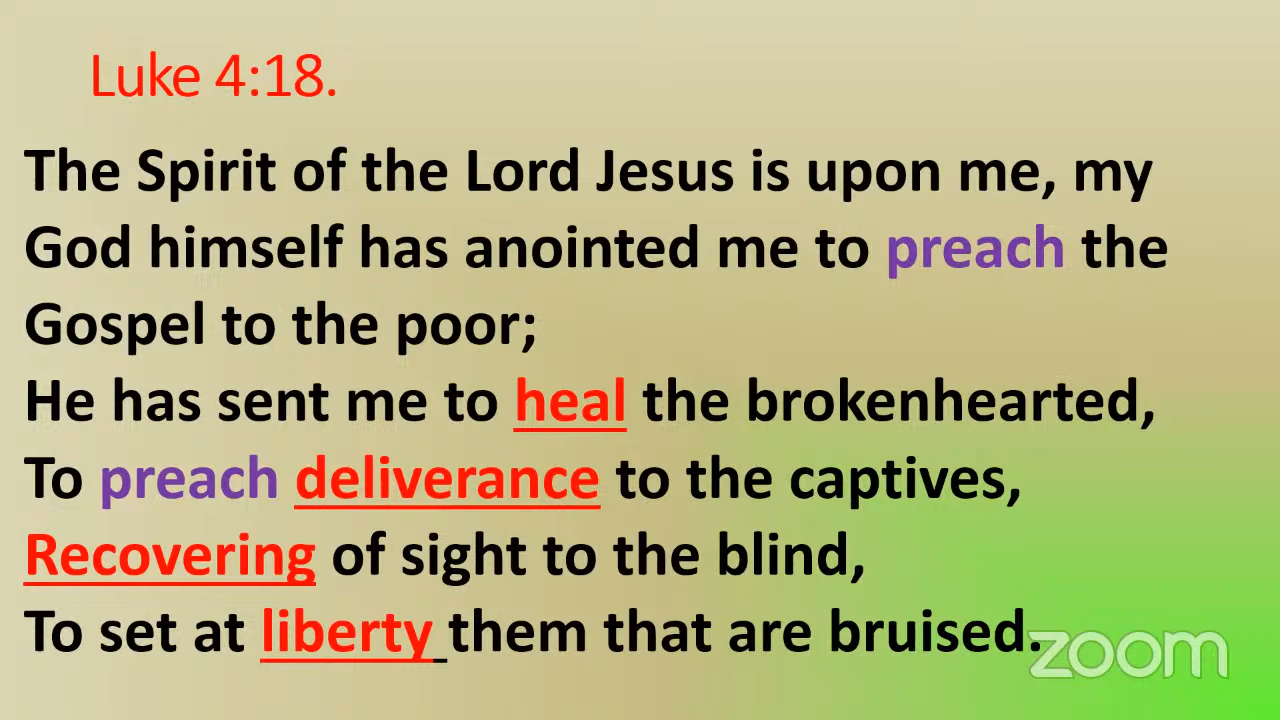 Luke 4:18.
The Spirit of the Lord Jesus is upon me, my
God himself has anointed me to preach the
Gospel to the poor;
He has sent me to heal the brokenhearted,
To preach deliverance to the captives,
Recovering of sight to the blind,
To set at liberty them that are bruised.
zoom